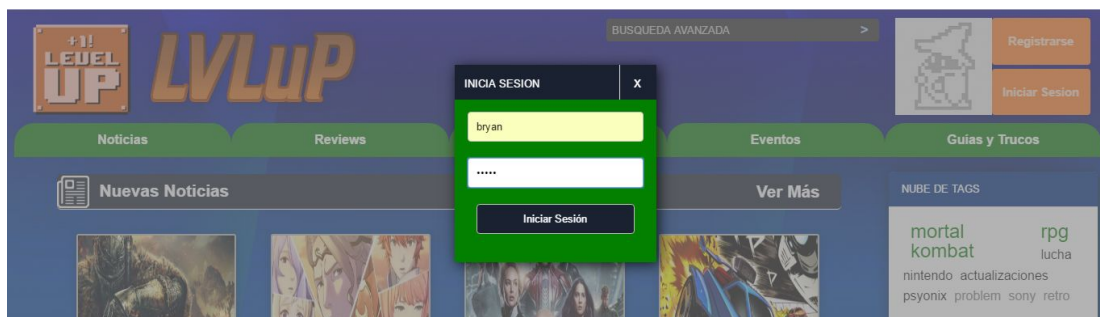 +1!
LEVEL
UP
LVLuP
BUSQUEDA AVANZADA >
Registrarse
Iniciar Sesion
INICIA SESION X
bryan
•••••
Iniciar Sesión
Noticias
Reviews
Eventos
Guias y Trucos
Nuevas Noticias
Ver Más
NUBE DE TAGS
mortal kombat
rpg
lucha
nintendo actualizaciones
psyonix problem sony retro